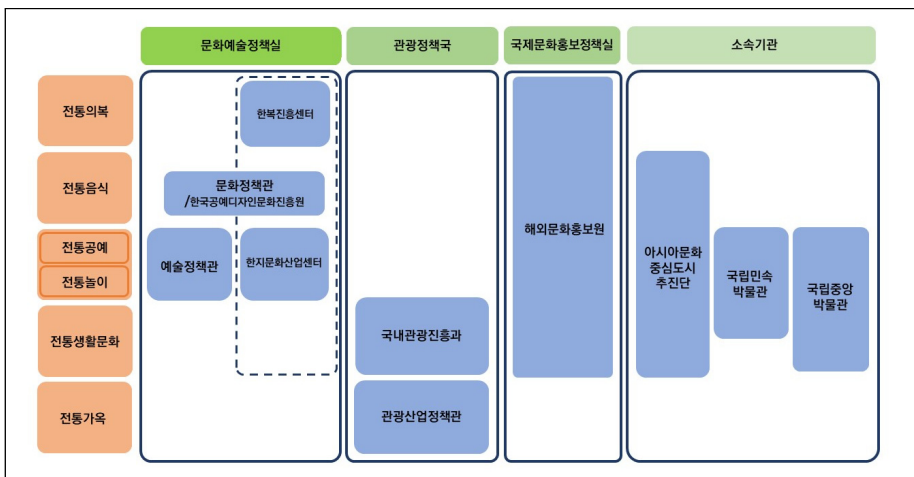 문화예술정책실
관광정책국
국제문화홍보정책실
소속기관
전통의복
전통음식
전통공예
전통놀이
전통생활문화
전통가옥
한복진흥센터
문화정책관
/한국공예디자인문화진흥원
예술정책관
한지문화산업센터
국내관광진흥과
관광산업정책관
해외문화홍보원
아시아문화
중심도시
추진단
국립민속
박물관
국립중앙
박물관